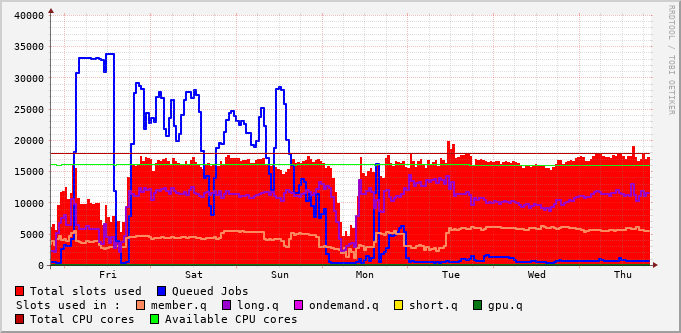 40000
35000
30000
25000
20000
15000
10000
5000
0
Fri Sat Sun Mon Tue Wed Thu
RRDTOOL / TOBI OETIKER
Total slots used Queued Jobs
Slots used in : member.q long.q ondemand.q short.q gpu.q
Total CPU cores Available CPU cores